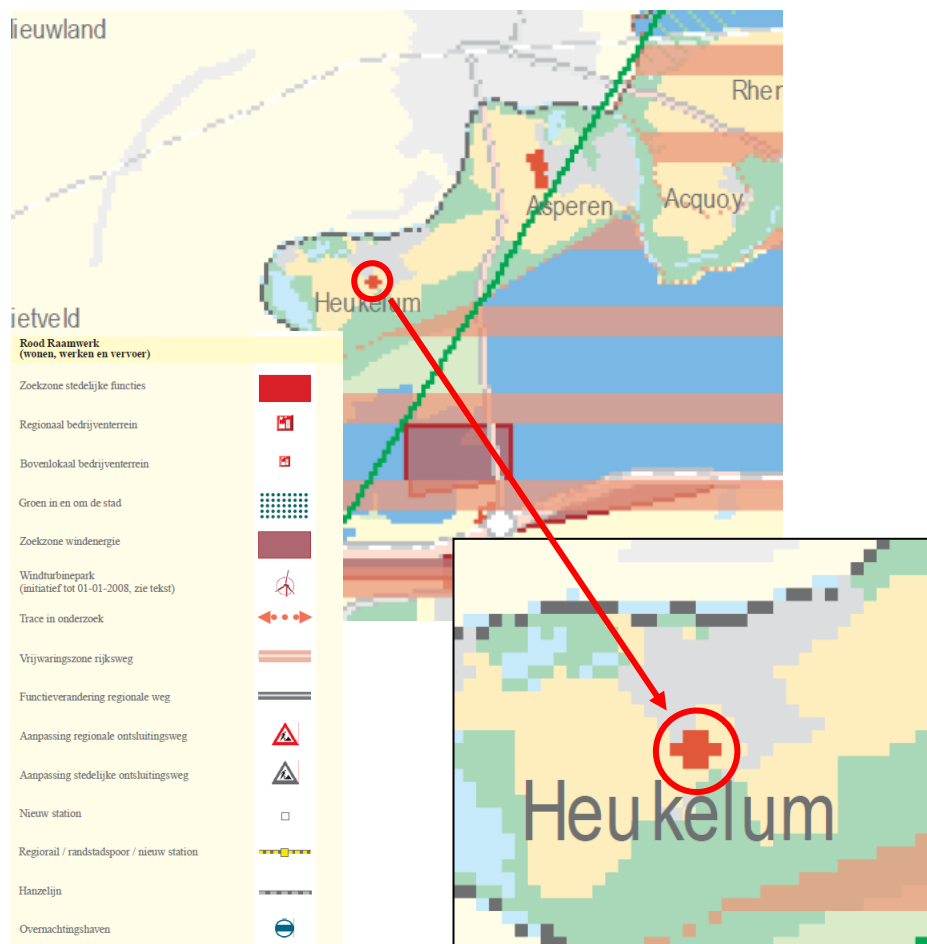 lieuwland
Rher
Asperen
Acquoy
Heukelum
ietveld
Rood Raamwerk
(wonen, werken en vervoer)
Zoekzone stedelijke functies
Regionaal bedrijventerrein
Bovenlokaal bedrijventerrein
Groen in en om de stad
Zoekzone windenergie
Windturbinepark
(initiatief tot 01-01-2008, zie tekst)
Trace in onderzoek
Vrijwaringszone rijksweg
Functieverandering regionale weg
Aanpassing regionale ontsluitingsweg
Aanpassing stedelijke ontsluitingsweg
Nieuw station
Regiorail / randstadspoor / nieuw station
Hanzelijn
Overnachtingshaven
Heukelum